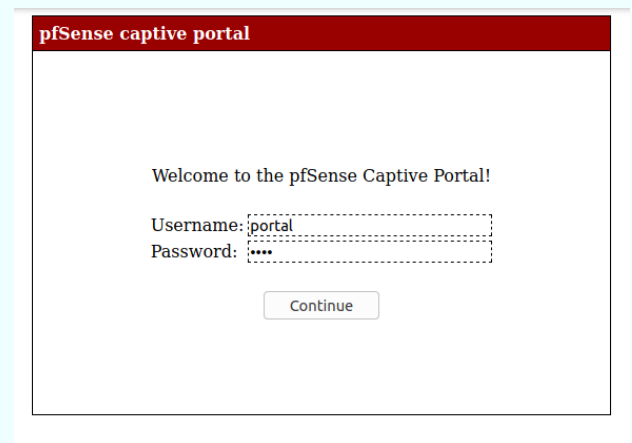 pfSense captive portal
Welcome to the pfSense Captive Portal!
Username: portal
Password: ••••
Continue